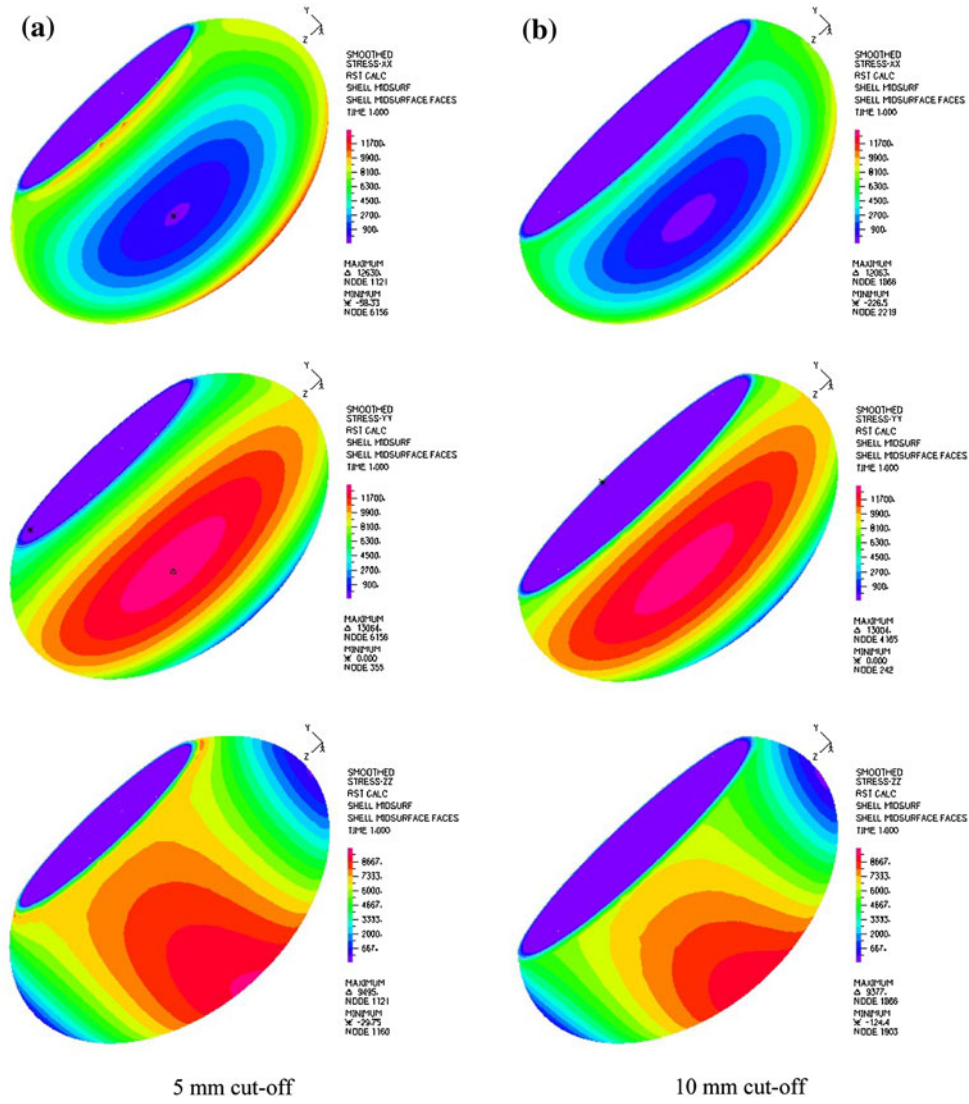 (a)
Y
Z
X
SMOOTHED
STRESS-XX
RST CALC
SHELL MIDSURF
SHELL MIDSURFACE FACES
TIME 1.000
11700.
9900.
8100.
6300.
4500.
2700.
900.
MAXIMUM
Δ 12630.
NODE 1121
MINIMUM
Ж -58.33
NODE 6156
(b)
Y
Z
X
SMOOTHED
STRESS-XX
RST CALC
SHELL MIDSURF
SHELL MIDSURFACE FACES
TIME 1.000
11700.
9900.
8100.
6300.
4500.
2700.
900.
MAXIMUM
Δ 12063.
NODE 1866
MINIMUM
Ж -226.5
NODE 2219
Y
Z
X
SMOOTHED
STRESS-YY
RST CALC
SHELL MIDSURF
SHELL MIDSURFACE FACES
TIME 1.000
11700.
9900.
8100.
6300.
4500.
2700.
900.
MAXIMUM
Δ 13064.
NODE 6156
MINIMUM
Ж 0.000
NODE 355
Y
Z
X
SMOOTHED
STRESS-YY
RST CALC
SHELL MIDSURF
SHELL MIDSURFACE FACES
TIME 1.000
11700.
9900.
8100.
6300.
4500.
2700.
900.
MAXIMUM
Δ 13004.
NODE 4165
MINIMUM
Ж 0.000
NODE 242
Y
Z
X
SMOOTHED
STRESS-ZZ
RST CALC
SHELL MIDSURF
SHELL MIDSURFACE FACES
TIME 1.000
8667.
7333.
6000.
4667.
3333.
2000.
667.
MAXIMUM
Δ 9495.
NODE 1121
MINIMUM
Ж -29.75
NODE 1160
Y
Z
X
SMOOTHED
STRESS-ZZ
RST CALC
SHELL MIDSURF
SHELL MIDSURFACE FACES
TIME 1.000
8667.
7333.
6000.
4667.
3333.
2000.
667.
MAXIMUM
Δ 9377.
NODE 1866
MINIMUM
Ж -124.4
NODE 1903
5 mm cut-off
10 mm cut-off